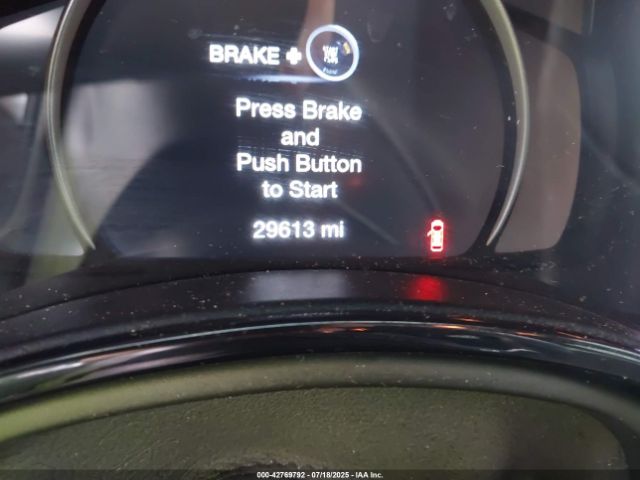 BRAKE +
Press Brake
and
Push Button
to Start
29613 mi
000-42769792 - 07/18/2025 - IAA Inc.